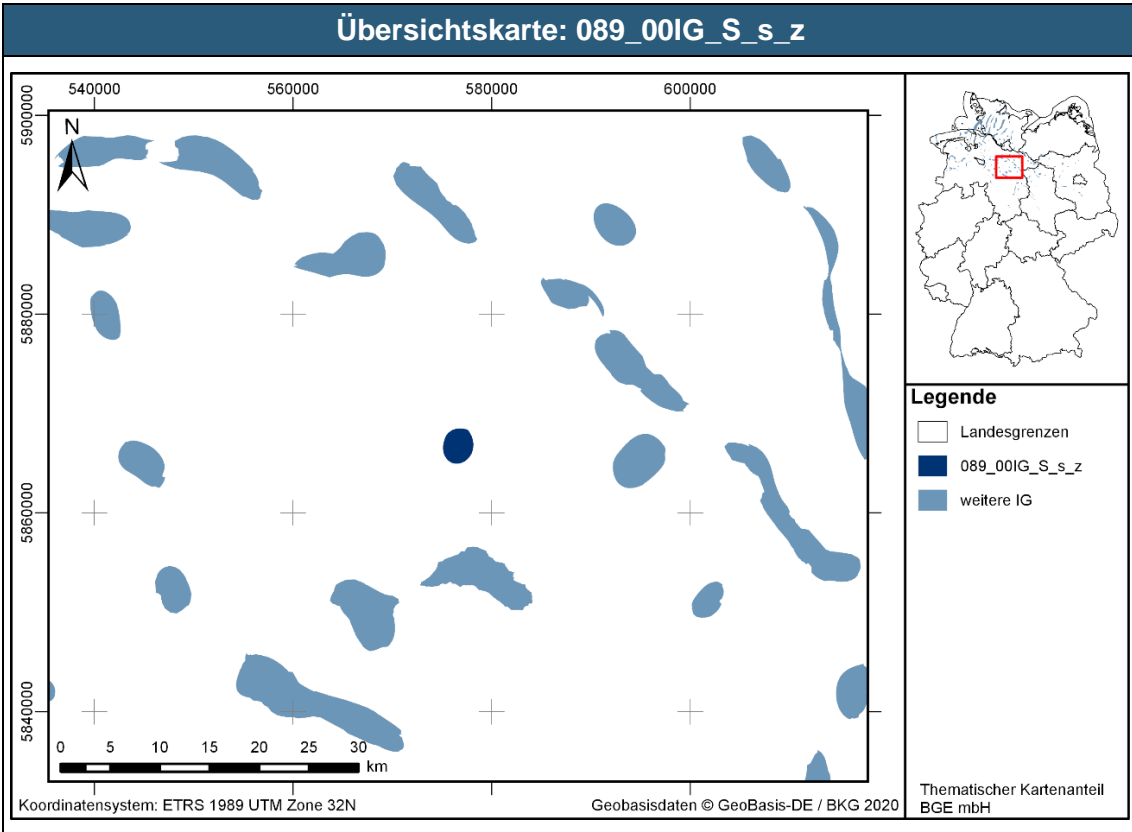 Übersichtskarte: 089_00IG_S_s_z
540000
560000
580000
600000
5900000
5880000
5860000
5840000
N
0
5
10
15
20
25
30
km
Koordinatensystem: ETRS 1989 UTM Zone 32N
Geobasisdaten © GeoBasis-DE / BKG 2020
Legende
Landesgrenzen
089_00IG_S_s_z
weitere IG
Thematischer Kartenanteil
BGE mbH